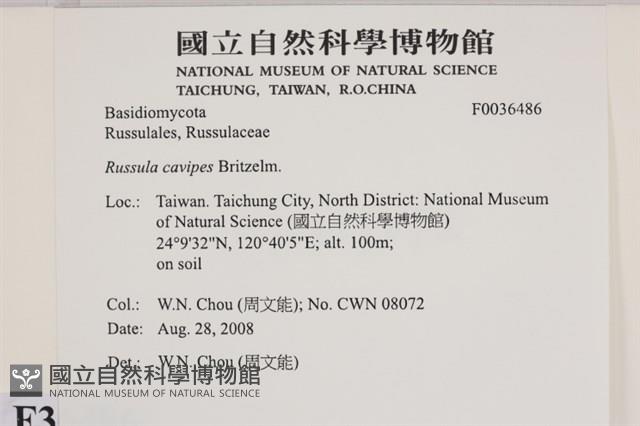 國立自然科學博物館
NATIONAL MUSEUM OF NATURAL SCIENCE
TAICHUNG, TAIWAN, R.O.CHINA
Basidiomycota F0036486
Russulales, Russulaceae
Russula cavipes Britzelm.
Loc.: Taiwan. Taichung City, North District: National Museum
of Natural Science (國立自然科學博物館)
24°9'32"N, 120°40'5"E; alt. 100m;
on soil
Col.: W.N. Chou (周文能); No. CWN 08072
Date: Aug. 28, 2008
Det.: W.N. Chou (周文能)
國立自然科學博物館
NATIONAL MUSEUM OF NATURAL SCIENCE
F3